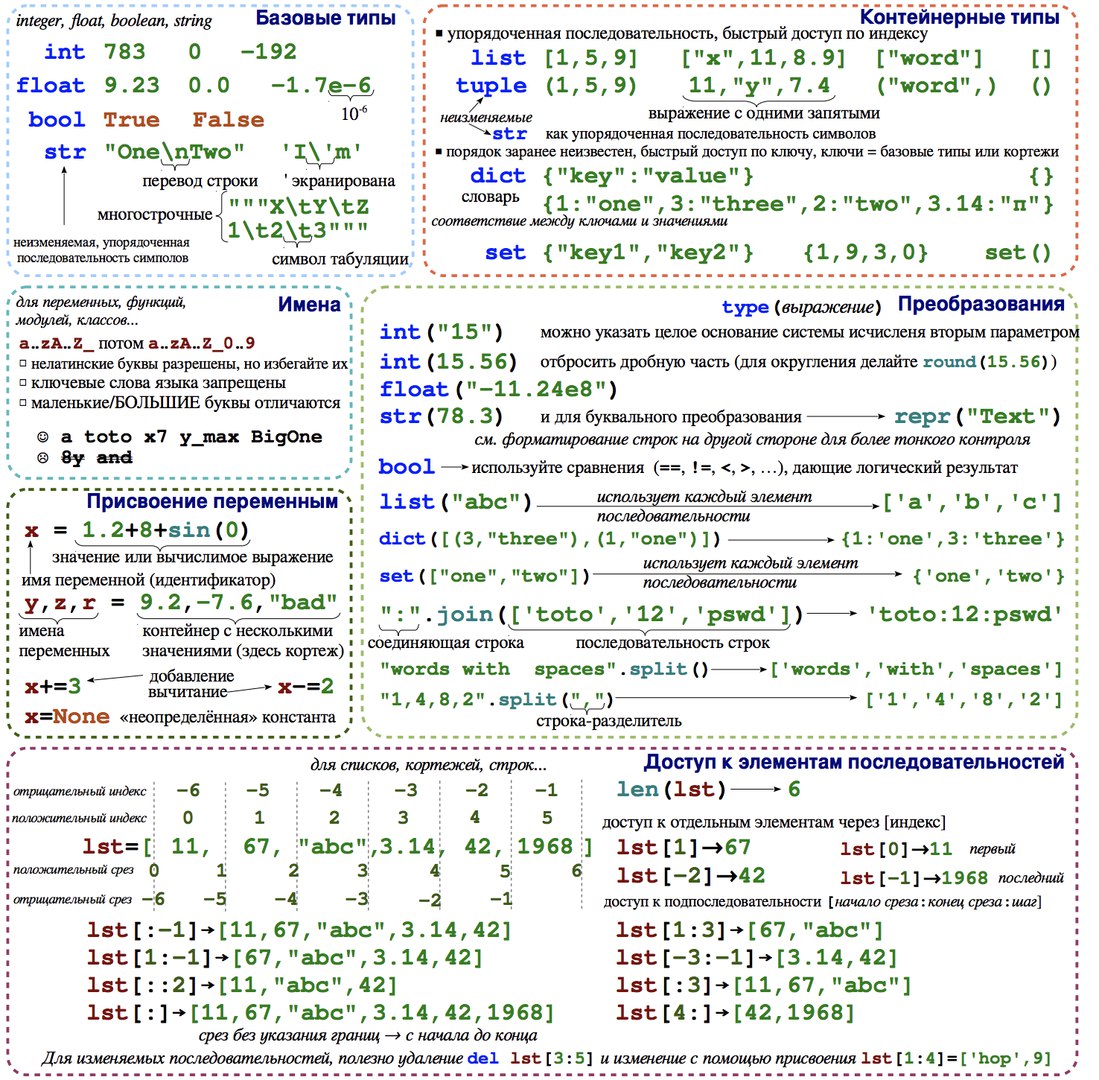 integer, float, boolean, string Базовые типы
int 783 0 −192
float 9.23 0.0 −1.7e−6
10⁻⁶
bool True False
str "One\nTwo" 'I\'m'
перевод строки ' экранирована
многострочные """X\tY\tZ
1\t2\t3"""
неизменяемая, упорядоченная
последовательность симполов
символ табуляции
Контейнерные типы
▪ упорядоченная последовательность, быстрый доступ по индексу
list [1,5,9] ["x",11,8.9] ["word"] []
tuple (1,5,9) 11,"y",7.4 ("word",) ()
неизменяемые выражение с одними запятыми
str как упорядоченная последовательность символов
▪ порядок заранее неизвестен, быстрый доступ по ключу, ключи = базовые типы или кортежи
dict {"key":"value"} {}
словарь {1:"one",3:"three",2:"two",3.14:"π"}
соответствие между ключами и значениями
set {"key1","key2"} {1,9,3,0} set()
для переменных, функций, Имена
модулей, классов...
a..zA..Z_ потом a..zA..Z_0..9
□ нелатинские буквы разрешены, но избегайте их
□ ключевые слова языка запрещены
□ маленькие/БОЛЬШИЕ буквы отличаются
☺ a toto x7 y_max BigOne
☹ 8y and
Присвоение переменным
x = 1.2+8+sin(0)
значение или вычислимое выражение
имя переменной (идентификатор)
y,z,r = 9.2,−7.6,"bad"
имена контейнер с несколькими
переменных значениями (здесь кортеж)
x+=3 добавление
вычитание x−=2
x=None «неопределённая» константа
type(выражение) Преобразования
int("15") можно указать целое основание системы исчисленя вторым параметром
int(15.56) отбросить дробную часть (для округления делайте round(15.56))
float("−11.24e8")
str(78.3) и для буквального преобразования → repr("Text")
см. форматирование строк на другой стороне для более тонкого контроля
bool → используйте сравнения (==, !=, <, >, …), дающие логический результат
list("abc") использует каждый элемент последовательности → ['a','b','c']
dict([(3,"three"),(1,"one")]) → {1:'one',3:'three'}
set(["one","two"]) использует каждый элемент последовательности → {'one','two'}
":".join(['toto','12','pswd']) → 'toto:12:pswd'
соединяющая строка последовательность строк
"words with  spaces".split() → ['words','with','spaces']
"1,4,8,2".split(",") → ['1','4','8','2']
строка-разделитель
для списков, кортежей, строк... Доступ к элементам последовательностей
отрицательный индекс −6 −5 −4 −3 −2 −1
положительный индекс 0 1 2 3 4 5
lst=[ 11, 67, "abc",3.14, 42, 1968 ]
положительный срез 0 1 2 3 4 5 6
отрицательный срез −6 −5 −4 −3 −2 −1
lst[:−1]→[11,67,"abc",3.14,42]
lst[1:−1]→[67,"abc",3.14,42]
lst[::2]→[11,"abc",42]
lst[:]→[11,67,"abc",3.14,42,1968]
срез без указания границ → с начала до конца
len(lst) → 6
доступ к отдельным элементам через [индекс]
lst[1]→67 lst[0]→11 первый
lst[−2]→42 lst[−1]→1968 последний
доступ к подпоследовательности [начало среза:конец среза:шаг]
lst[1:3]→[67,"abc"]
lst[−3:−1]→[3.14,42]
lst[:3]→[11,67,"abc"]
lst[4:]→[42,1968]
Для изменяемых последовательностей, полезно удаление del lst[3:5] и изменение с помощью присвоения lst[1:4]=['hop',9]